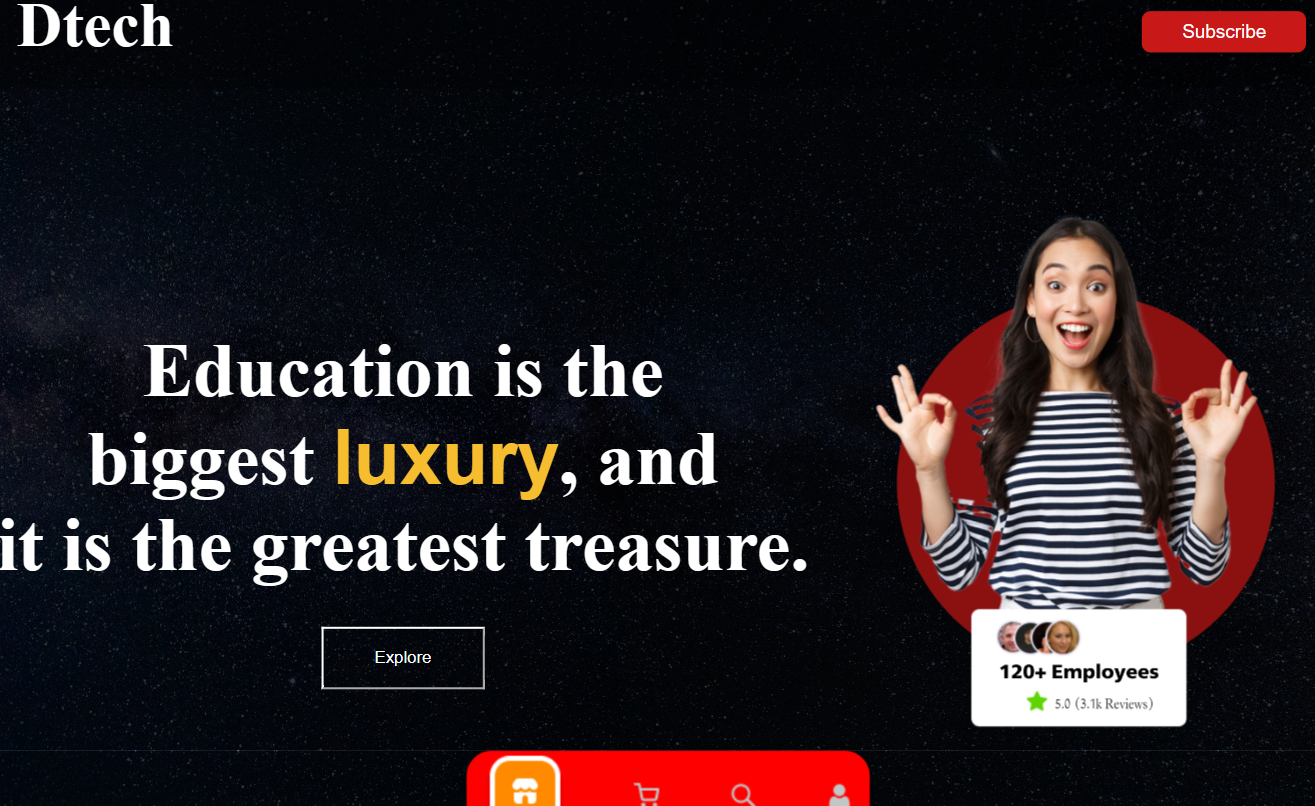 Dtech
Subscribe
Education is the
biggest luxury, and
it is the greatest treasure.
Explore
120+ Employees
5.0 (3.1k Reviews)